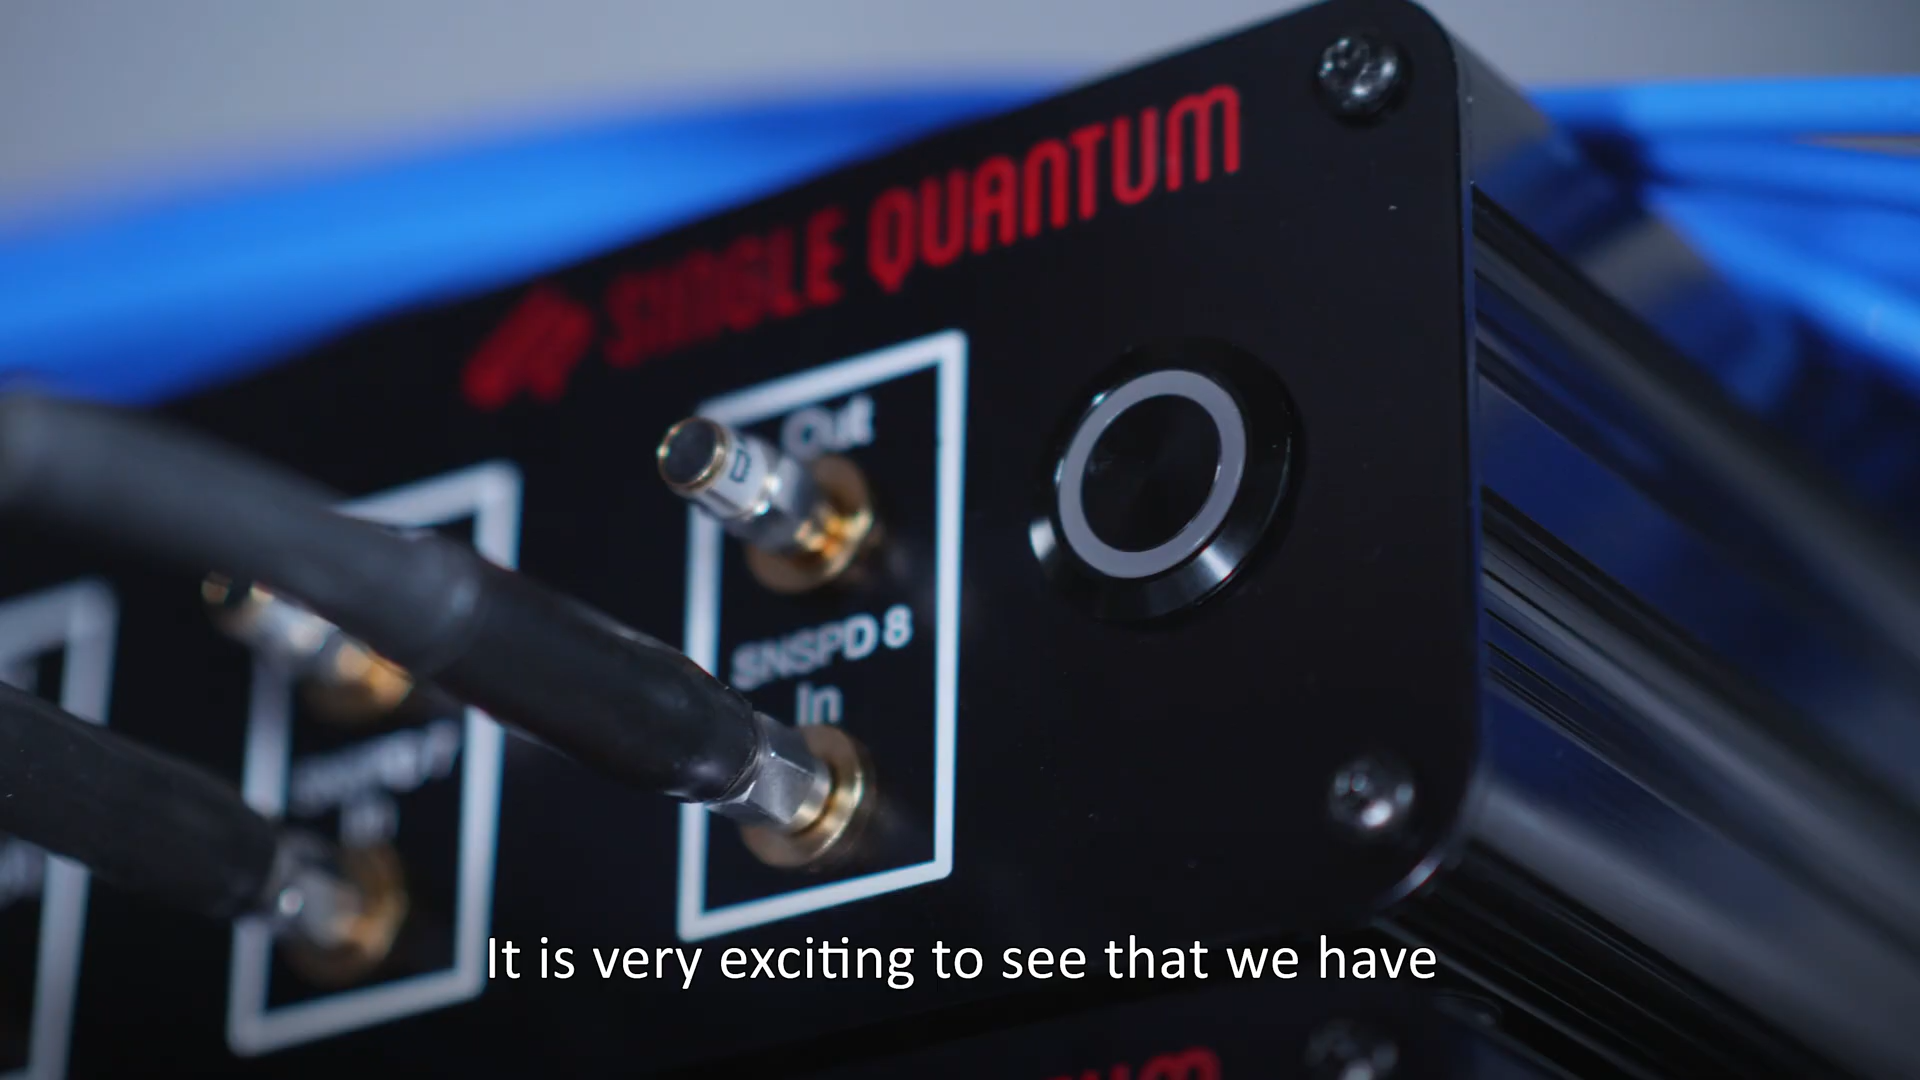 SINGLE QUANTUM
Out
SNSPD 8
In
It is very exciting to see that we have